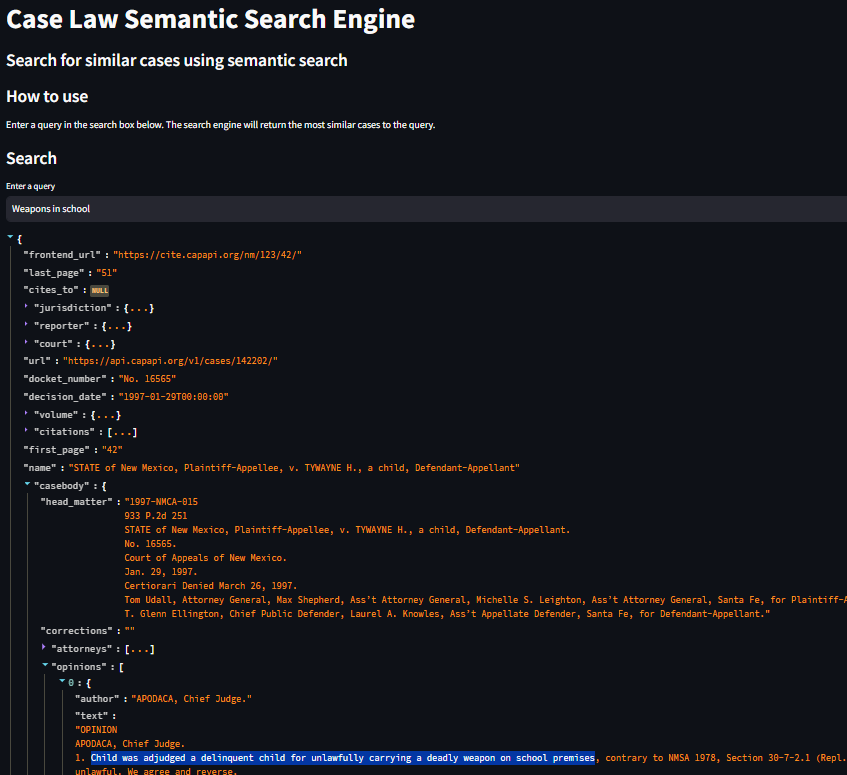 Case Law Semantic Search Engine
Search for similar cases using semantic search
How to use
Enter a query in the search box below. The search engine will return the most similar cases to the query.
Search
Enter a query
Weapons in school
{
"frontend_url" : "https://cite.capapi.org/nm/123/42/"
"last_page" : "51"
"cites_to" : NULL
"jurisdiction" : {...}
"reporter" : {...}
"court" : {...}
"url" : "https://api.capapi.org/v1/cases/142202/"
"docket_number" : "No. 16565"
"decision_date" : "1997-01-29T00:00:00"
"volume" : {...}
"citations" : [...]
"first_page" : "42"
"name" : "STATE of New Mexico, Plaintiff-Appellee, v. TYWAYNE H., a child, Defendant-Appellant"
"casebody" : {
"head_matter" : "1997-NMCA-015
933 P.2d 251
STATE of New Mexico, Plaintiff-Appellee, v. TYWAYNE H., a child, Defendant-Appellant.
No. 16565.
Court of Appeals of New Mexico.
Jan. 29, 1997.
Certiorari Denied March 26, 1997.
Tom Udall, Attorney General, Max Shepherd, Ass't Attorney General, Michelle S. Leighton, Ass't Attorney General, Santa Fe, for Plaintiff-A
T. Glenn Ellington, Chief Public Defender, Laurel A. Knowles, Ass't Appellate Defender, Santa Fe, for Defendant-Appellant."
"corrections" : ""
"attorneys" : [...]
"opinions" : [
0 : {
"author" : "APODACA, Chief Judge."
"text" :
"OPINION
APODACA, Chief Judge.
1. Child was adjudged a delinquent child for unlawfully carrying a deadly weapon on school premises, contrary to NMSA 1978, Section 30-7-2.1 (Repl.
unlawful. We agree and reverse.